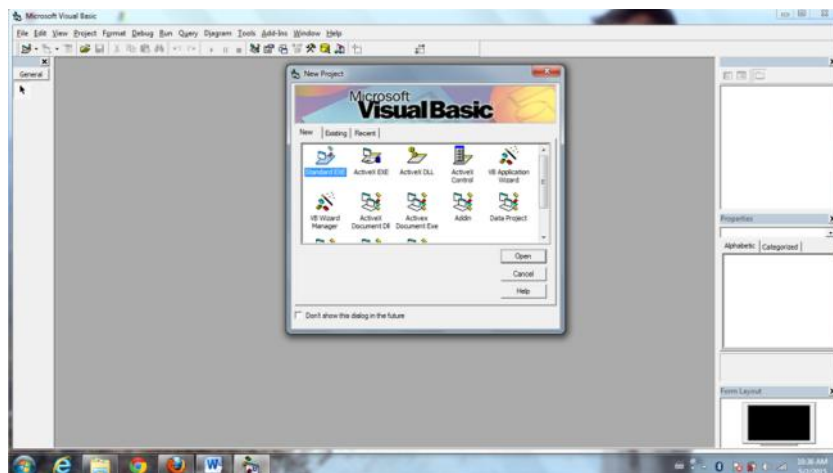 Microsoft Visual Basic
File Edit View Project Format Debug Run Query Diagram Tools Add-Ins Window Help
General
New Project
Microsoft
Visual Basic
New Existing Recent
Standard EXE ActiveX EXE ActiveX DLL ActiveX Control VB Application Wizard
VB Wizard Manager ActiveX Document Dll Activex Document Exe Addin Data Project
Open
Cancel
Help
Don't show this dialog in the future
Properties
Alphabetic Categorized
Form Layout
10:36 AM